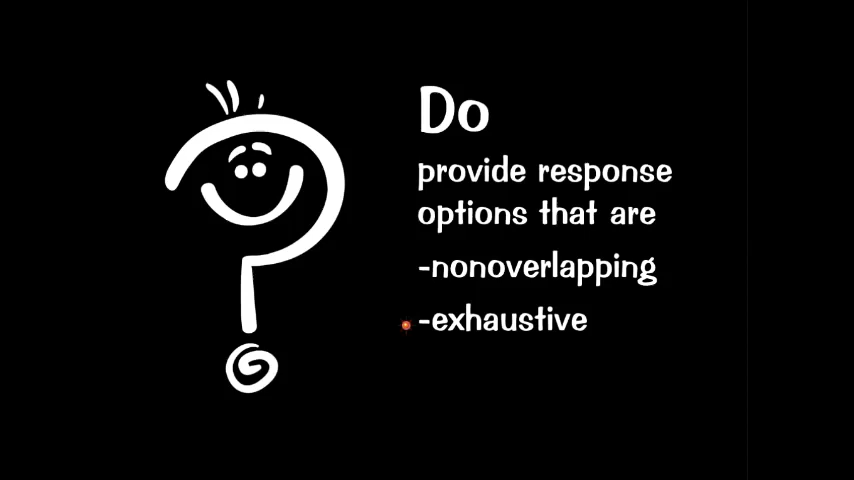 Do
provide response
options that are
-nonoverlapping
-exhaustive